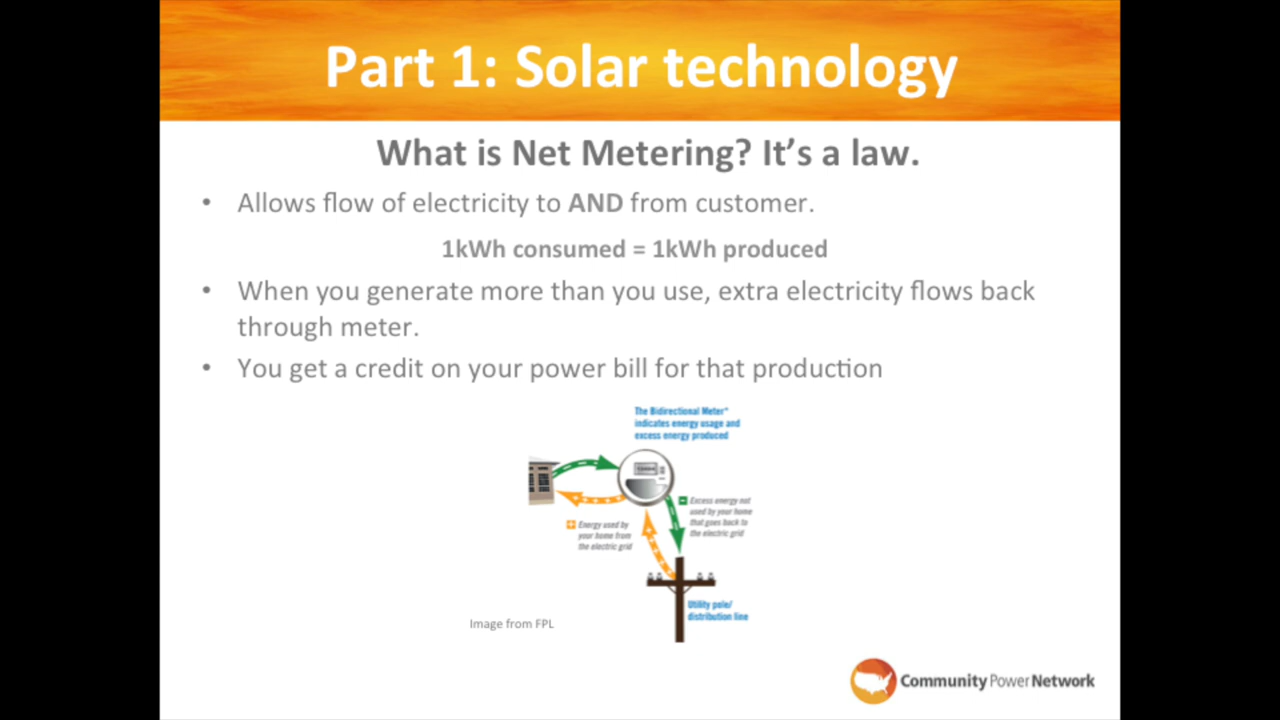 Part 1: Solar technology
What is Net Metering? It's a law.
• Allows flow of electricity to AND from customer.
1kWh consumed = 1kWh produced
• When you generate more than you use, extra electricity flows back
through meter.
• You get a credit on your power bill for that production
The Bidirectional Meter*
indicates energy usage and
excess energy produced
- Excess energy not
used by your home
that goes back to
the electric grid
+ Energy used by
your home from
the electric grid
Utility pole/
distribution line
Image from FPL
Community Power Network